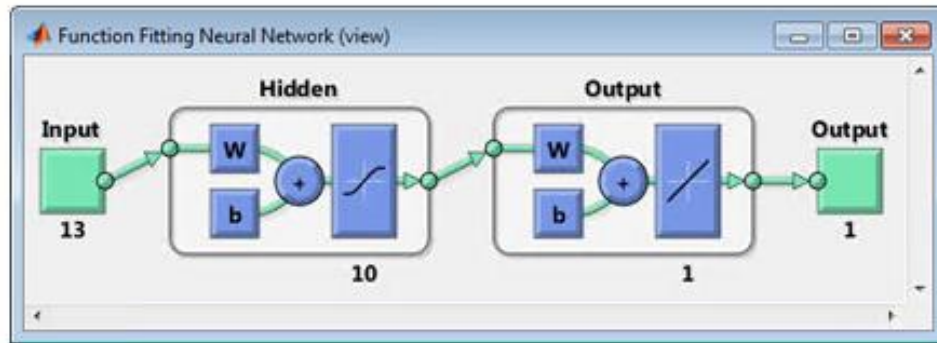 Function Fitting Neural Network (view)
Hidden Output
Input Output
W W
+ +
b b
13 1
10 1